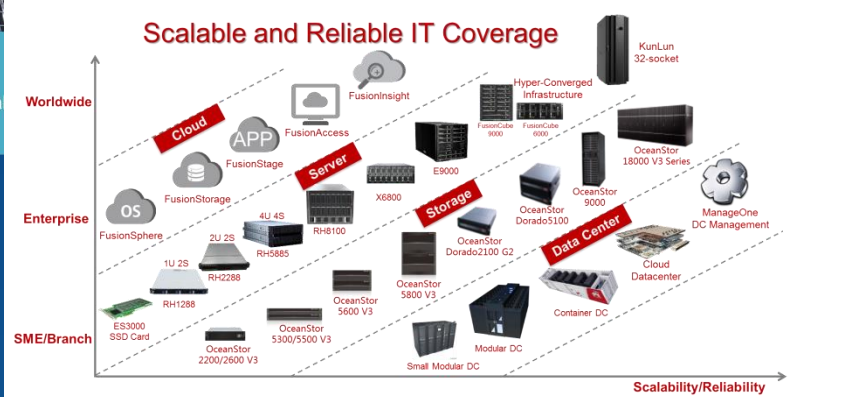 Scalable and Reliable IT Coverage
Worldwide
Enterprise
SME/Branch
Scalability/Reliability
Cloud
FusionInsight
FusionAccess
APP
FusionStage
FusionStorage
OS
FusionSphere
Server
KunLun
32-socket
Hyper-Converged
Infrastructure
FusionCube
9000
FusionCube
6000
E9000
X6800
RH8100
4U 4S
RH5885
2U 2S
RH2288
1U 2S
RH1288
ES3000
SSD Card
Storage
OceanStor
18000 V3 Series
OceanStor
9000
OceanStor
Dorado5100
OceanStor
Dorado2100 G2
OceanStor
5800 V3
OceanStor
5600 V3
OceanStor
5300/5500 V3
OceanStor
2200/2600 V3
Data Center
ManageOne
DC Management
Cloud
Datacenter
Container DC
Modular DC
Small Modular DC